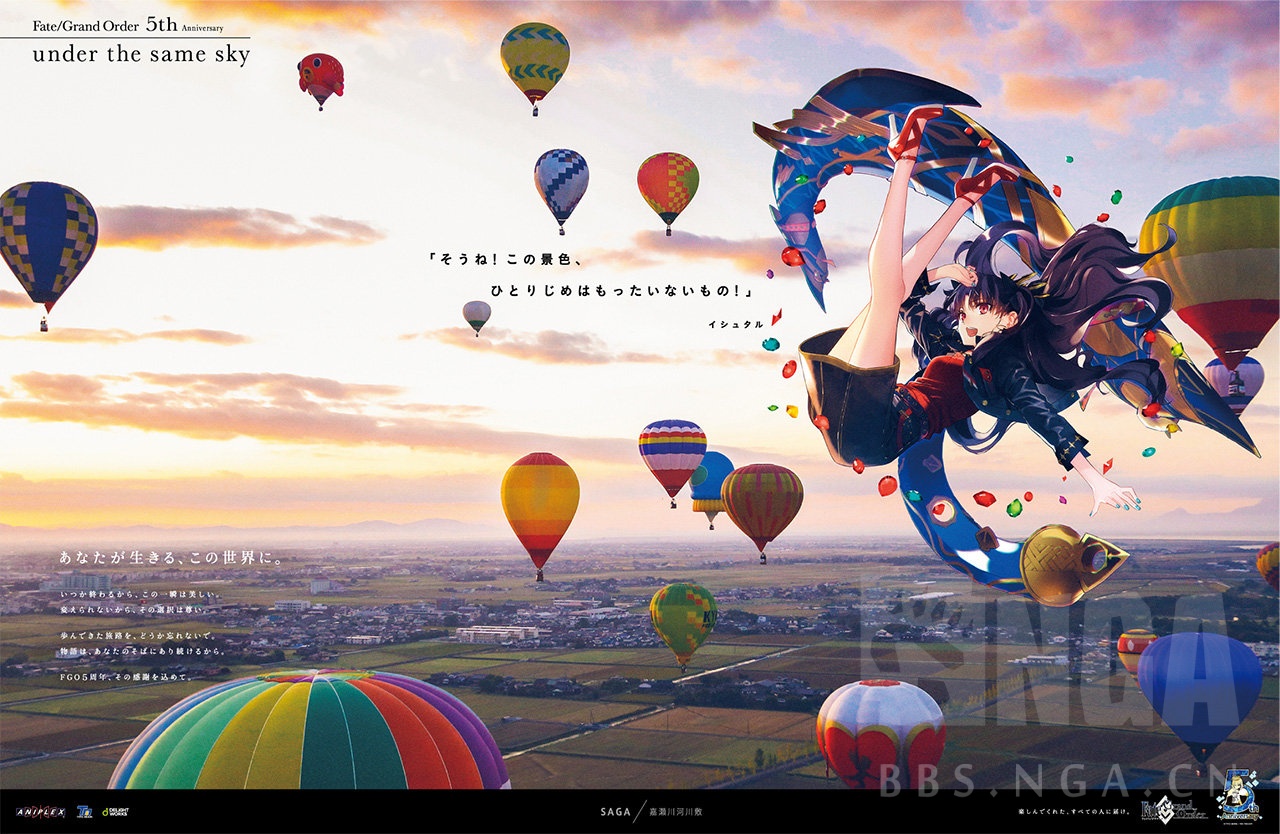 Fate/Grand Order 5th Anniversary
under the same sky
「そうね！この景色、
ひとりじめはもったいないもの！」
イシュタル
あなたが生きる、この世界に。
いつか終わるから、この一瞬は美しい。
変えられないから、その選択は尊い。
歩んできた旅路を、どうか忘れないで。
物語は、あなたのそばにあり続けるから。
FGO5周年、その感謝を込めて。
KY
NGA
BBS.NGA.CN
ANIPLEX
DELIGHT WORKS
SAGA／嘉瀬川河川敷
楽しんでくれた、すべての人に届け。
Fate Grand Order
5th Anniversary